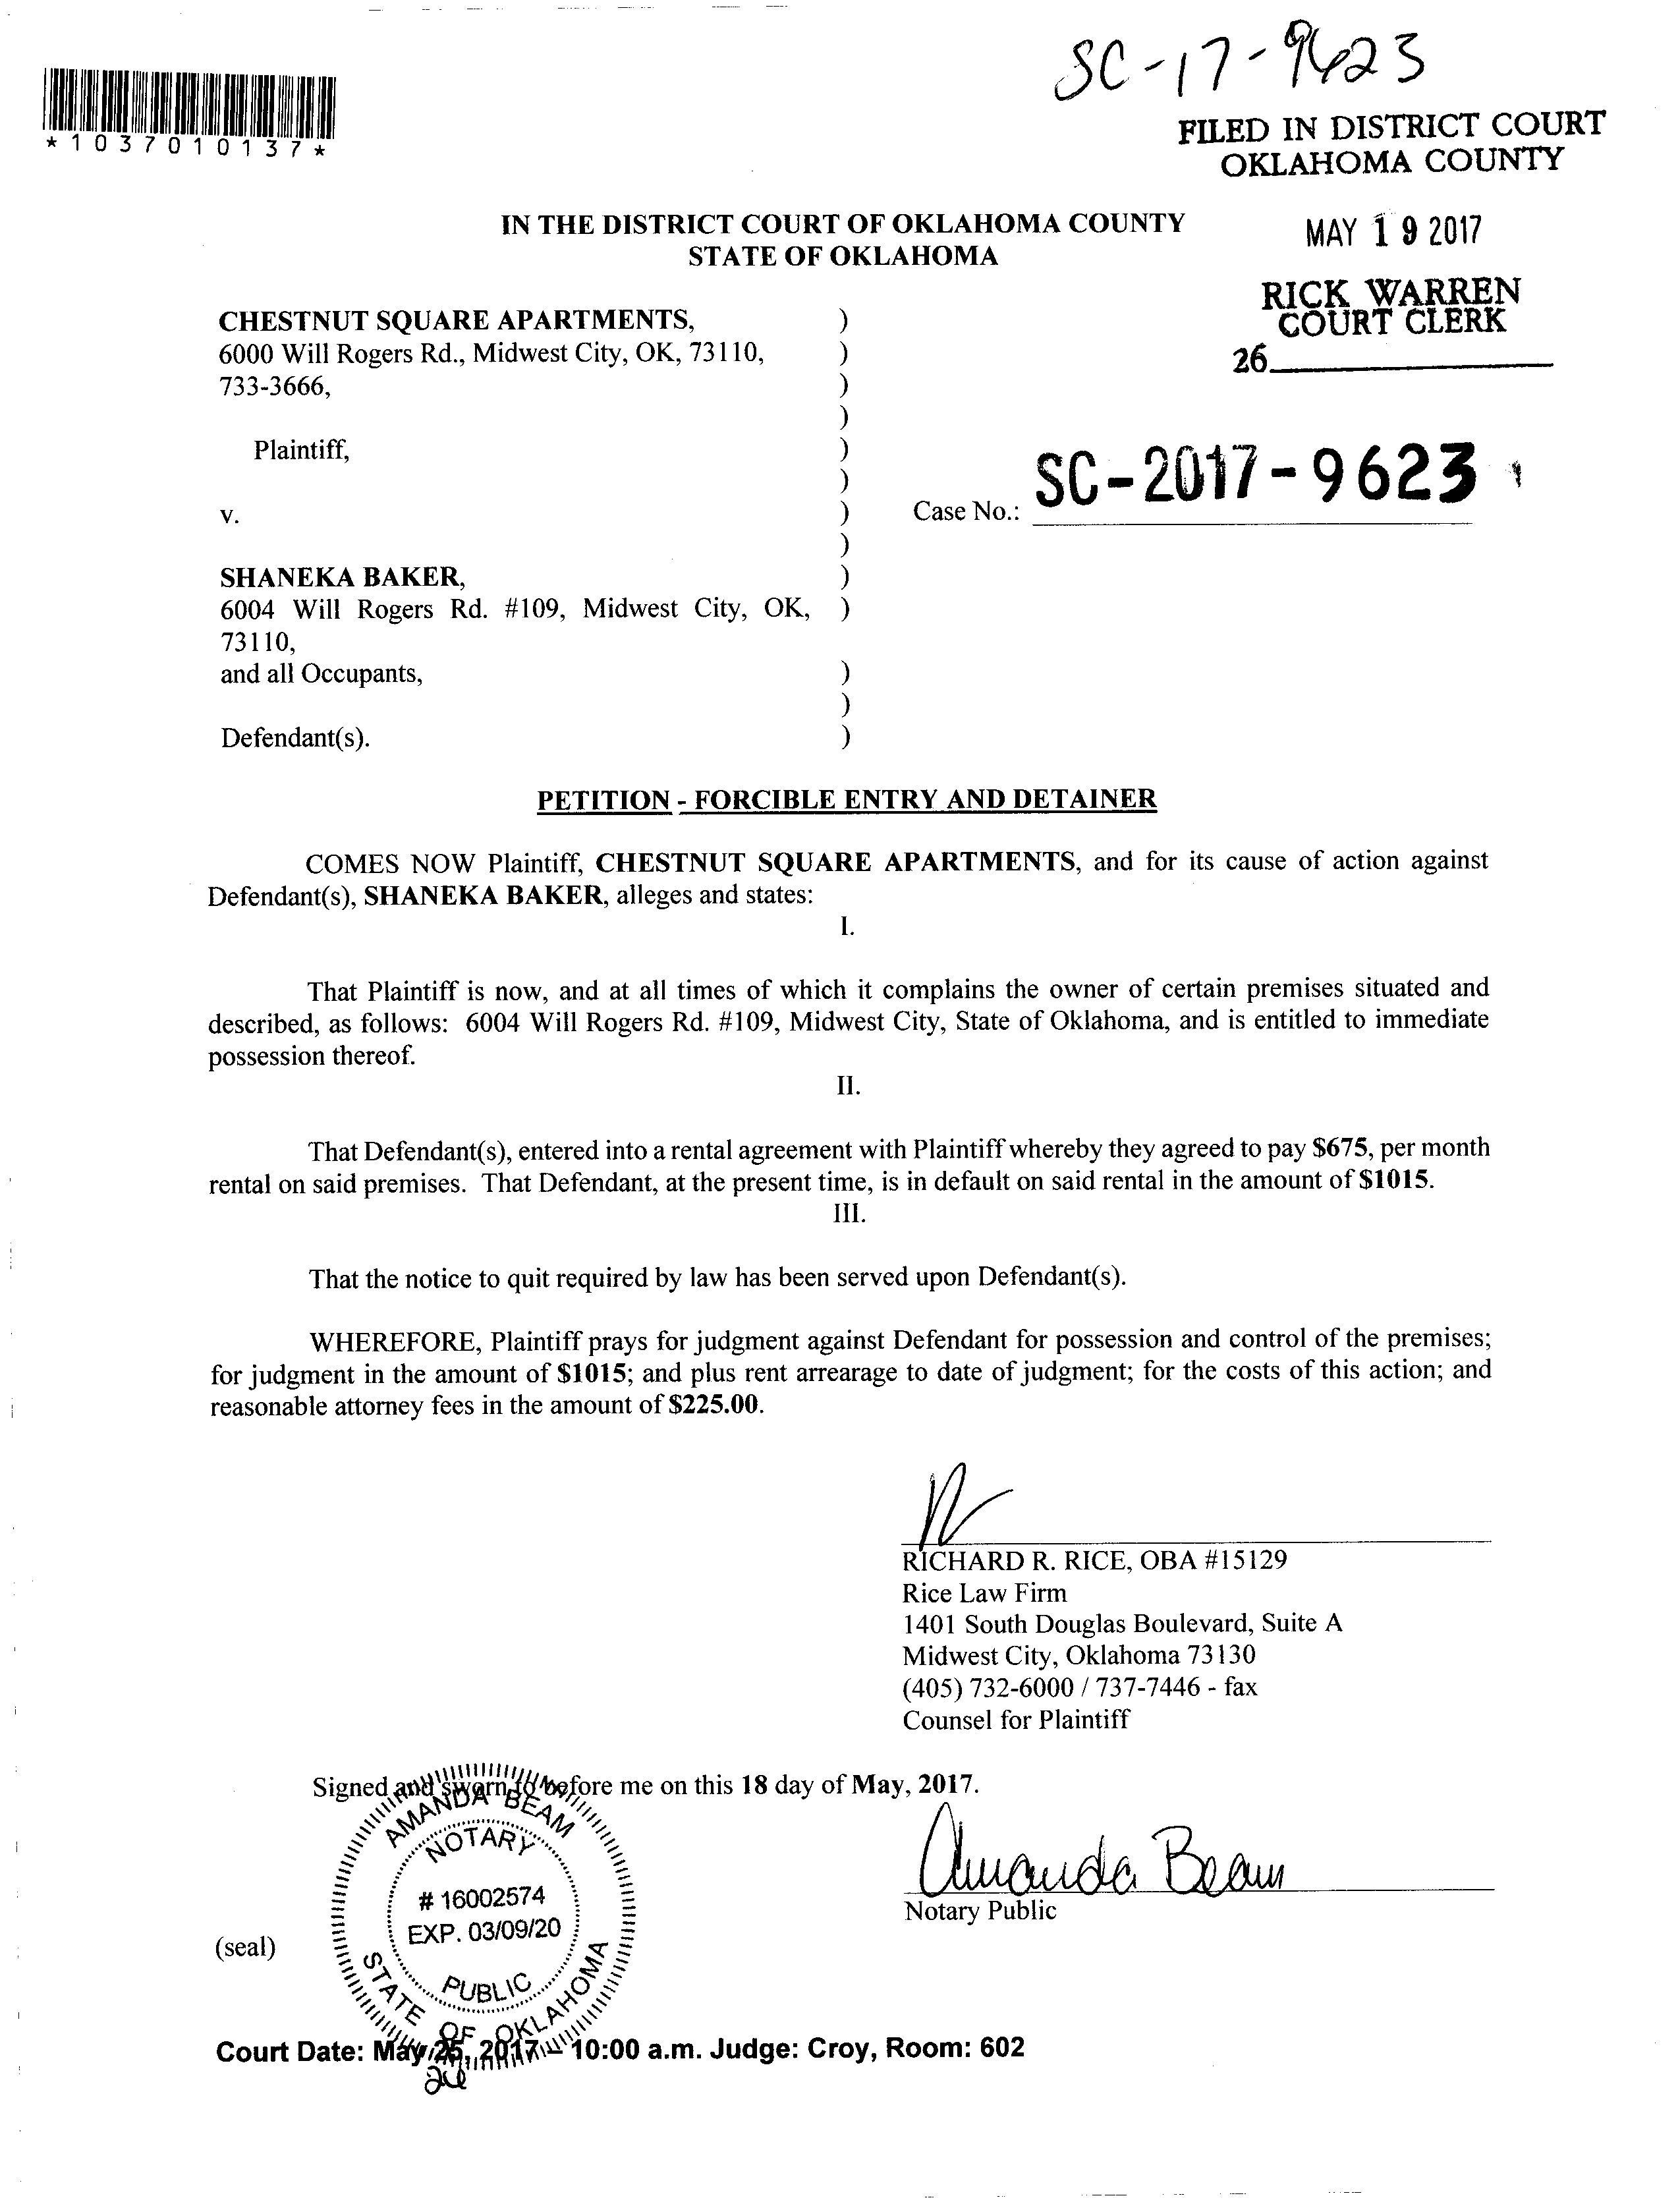 SC-17-9623
*1037010137*
FILED IN DISTRICT COURT
OKLAHOMA COUNTY
MAY 19 2017
RICK WARREN
COURT CLERK
26
IN THE DISTRICT COURT OF OKLAHOMA COUNTY
STATE OF OKLAHOMA
CHESTNUT SQUARE APARTMENTS, )
6000 Will Rogers Rd., Midwest City, OK, 73110, )
733-3666, )
)
Plaintiff, )
)
v. )
Case No.: SC-2017-9623
)
SHANEKA BAKER, )
6004 Will Rogers Rd. #109, Midwest City, OK, )
73110,
and all Occupants, )
)
Defendant(s). )
PETITION - FORCIBLE ENTRY AND DETAINER
COMES NOW Plaintiff, CHESTNUT SQUARE APARTMENTS, and for its cause of action against
Defendant(s), SHANEKA BAKER, alleges and states:
I.
That Plaintiff is now, and at all times of which it complains the owner of certain premises situated and
described, as follows: 6004 Will Rogers Rd. #109, Midwest City, State of Oklahoma, and is entitled to immediate
possession thereof.
II.
That Defendant(s), entered into a rental agreement with Plaintiff whereby they agreed to pay $675, per month
rental on said premises. That Defendant, at the present time, is in default on said rental in the amount of $1015.
III.
That the notice to quit required by law has been served upon Defendant(s).
WHEREFORE, Plaintiff prays for judgment against Defendant for possession and control of the premises;
for judgment in the amount of $1015; and plus rent arrearage to date of judgment; for the costs of this action; and
reasonable attorney fees in the amount of $225.00.
RICHARD R. RICE, OBA #15129
Rice Law Firm
1401 South Douglas Boulevard, Suite A
Midwest City, Oklahoma 73130
(405) 732-6000 / 737-7446 - fax
Counsel for Plaintiff
Signed and sworn to before me on this 18 day of May, 2017.
Amanda Beam
Notary Public
(seal)
AMANDA BEAM
NOTARY
# 16002574
EXP. 03/09/20
PUBLIC
STATE OF OKLAHOMA
Court Date: May 25, 2017 - 10:00 a.m. Judge: Croy, Room: 602
26